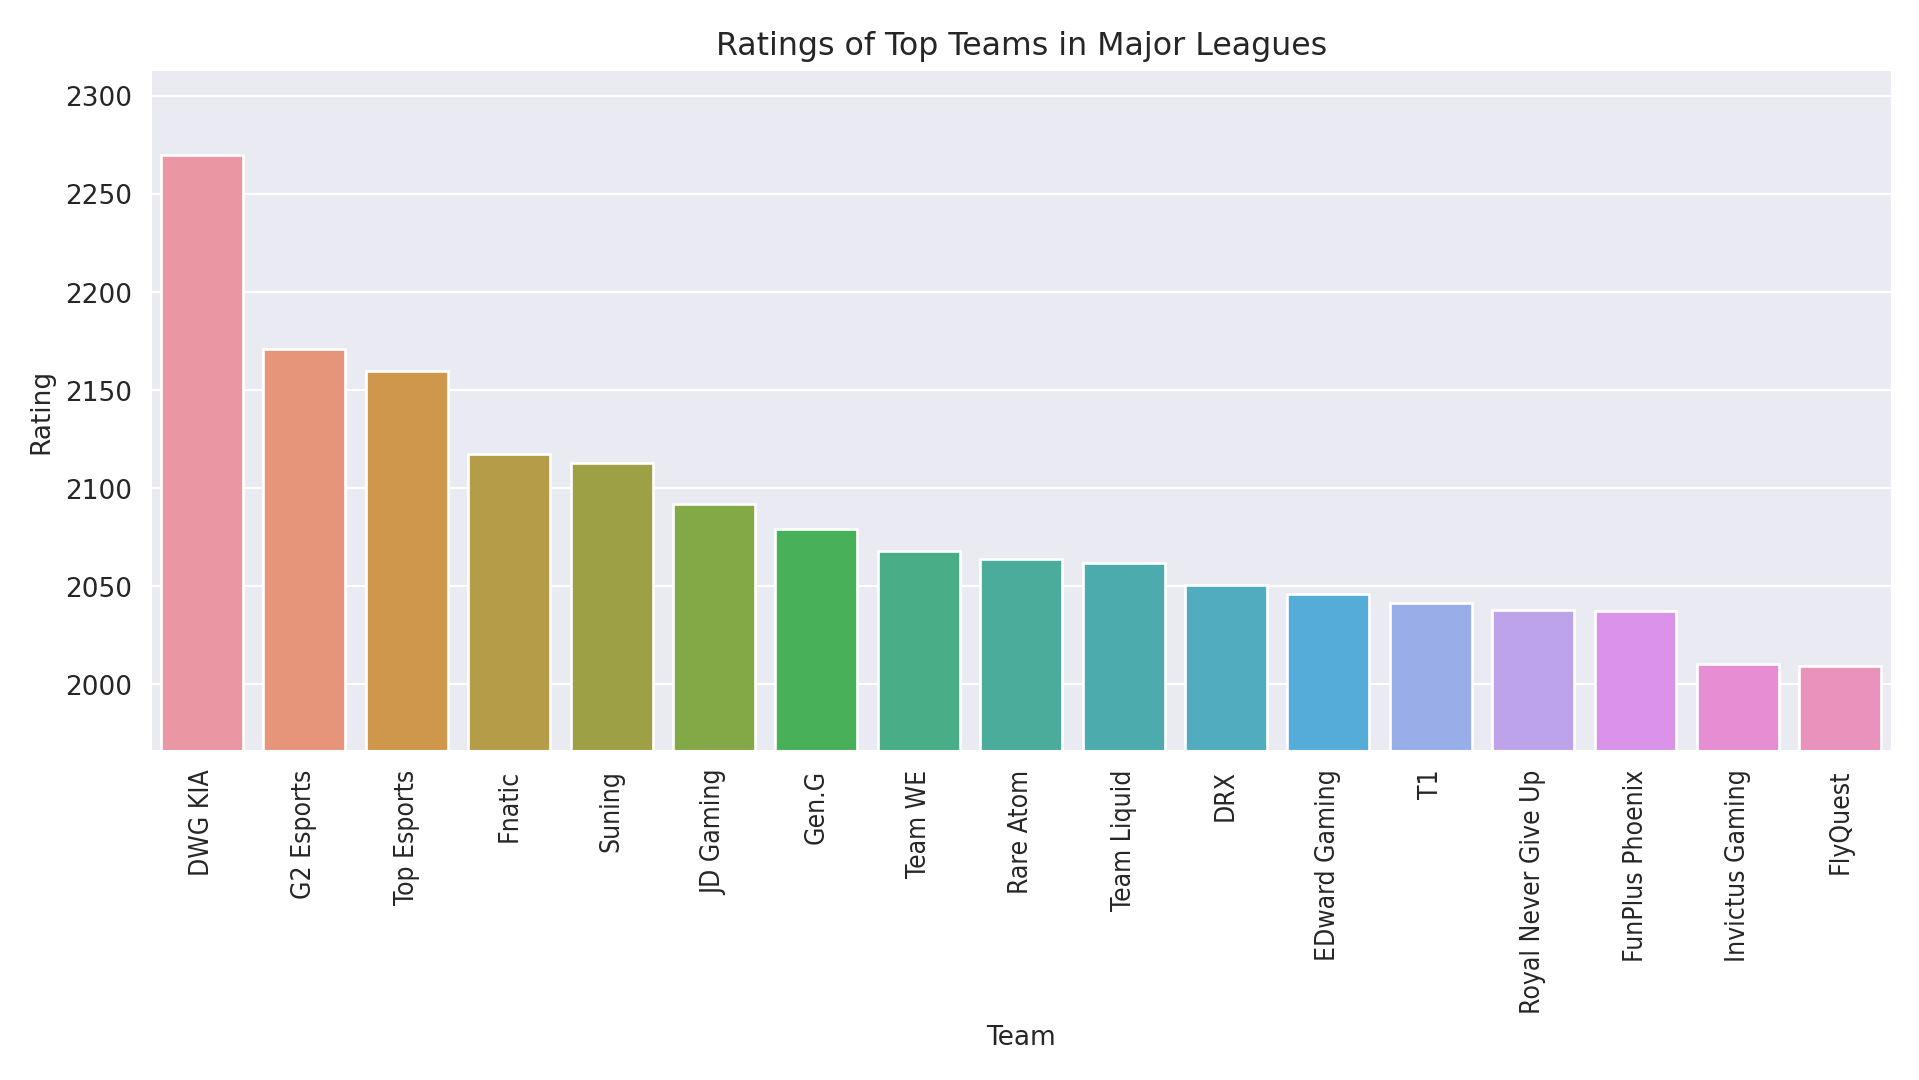 Ratings of Top Teams in Major Leagues
2300
2250
2200
2150
2100
2050
2000
Rating
DWG KIA
G2 Esports
Top Esports
Fnatic
Suning
JD Gaming
Gen.G
Team WE
Rare Atom
Team Liquid
DRX
EDward Gaming
T1
Royal Never Give Up
FunPlus Phoenix
Invictus Gaming
FlyQuest
Team